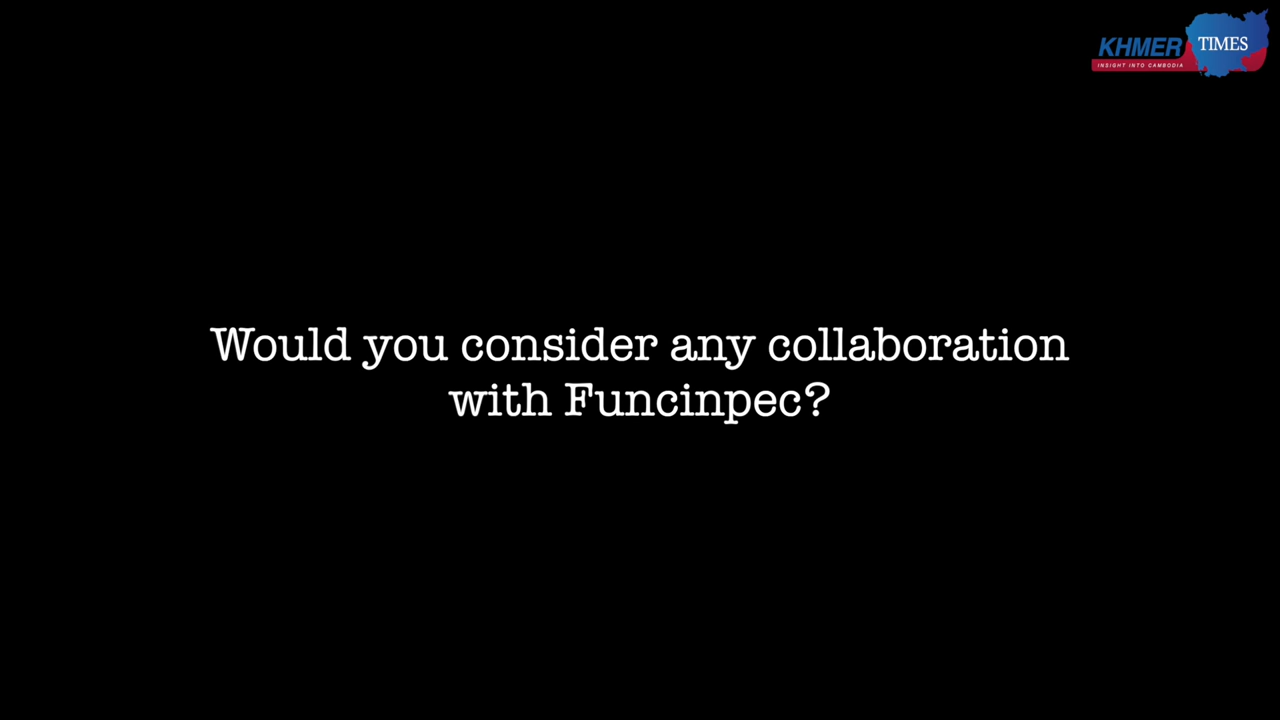 KHMER TIMES
INSIGHT INTO CAMBODIA
Would you consider any collaboration
with Funcinpec?